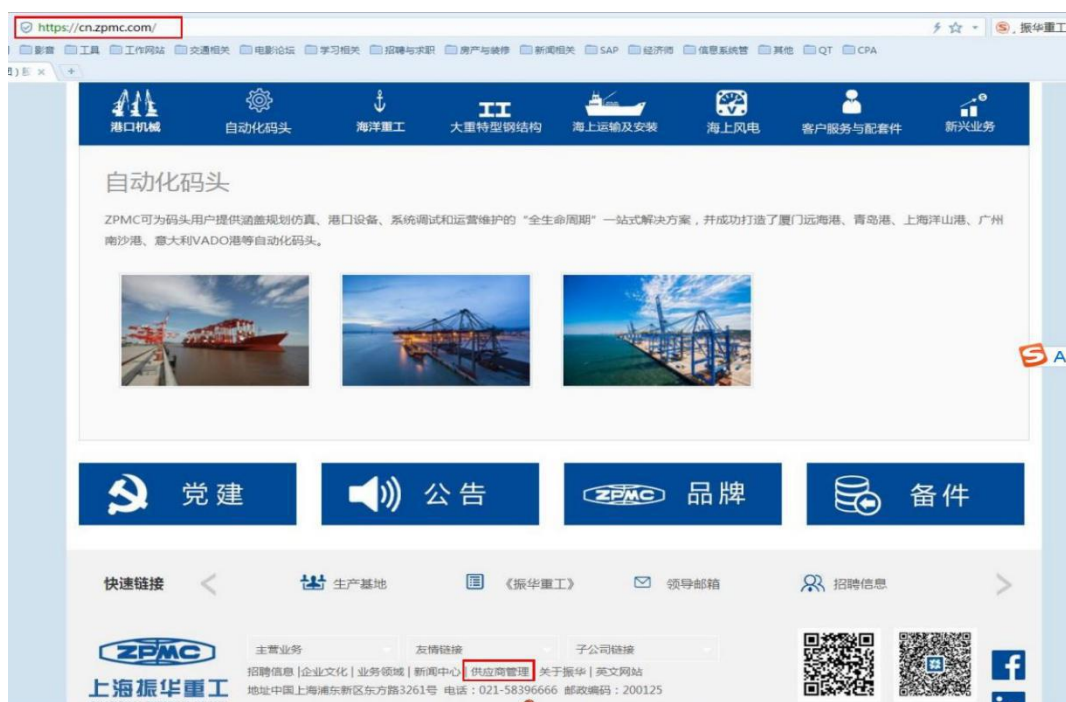 https://cn.zpmc.com/
振华重工
影音 工具 工作网站 交通相关 电影论坛 学习相关 招聘与求职 房产与装修 新闻相关 SAP 经济师 信息系统管 其他 QT CPA
港口机械 自动化码头 海洋重工 大重特型钢结构 海上运输及安装 海上风电 客户服务与配套件 新兴业务
自动化码头
ZPMC可为码头用户提供涵盖规划仿真、港口设备、系统调试和运营维护的“全生命周期”一站式解决方案，并成功打造了厦门远海港、青岛港、上海洋山港、广州
南沙港、意大利VADO港等自动化码头。
党建 公告 ZPMC 品牌 备件
快速链接 生产基地 《振华重工》 领导邮箱 招聘信息
ZPMC
主营业务 友情链接 子公司链接
招聘信息|企业文化|业务领域|新闻中心|供应商管理|关于振华|英文网站
上海振华重工
地址中国上海浦东新区东方路3261号 电话：021-58396666 邮政编码：200125